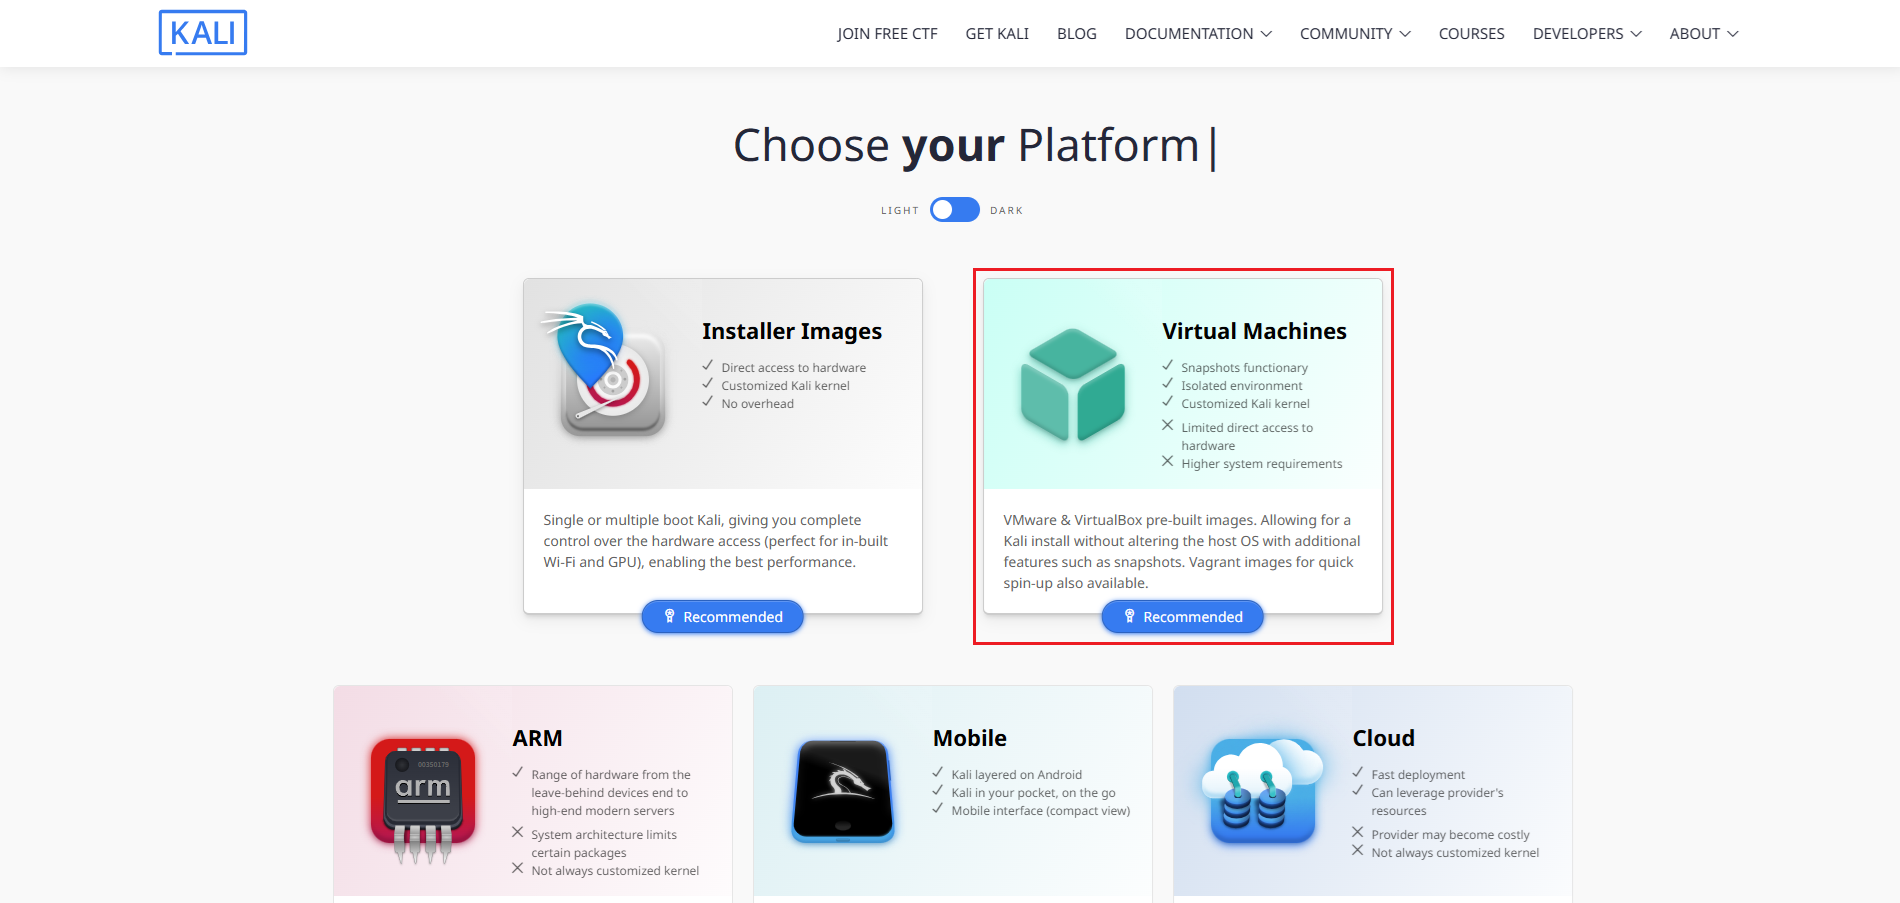 KALI
JOIN FREE CTF GET KALI BLOG DOCUMENTATION COMMUNITY COURSES DEVELOPERS ABOUT
Choose your Platform|
LIGHT DARK
Installer Images
Direct access to hardware
Customized Kali kernel
No overhead
Single or multiple boot Kali, giving you complete
control over the hardware access (perfect for in-built
Wi-Fi and GPU), enabling the best performance.
Recommended
Virtual Machines
Snapshots functionary
Isolated environment
Customized Kali kernel
Limited direct access to
hardware
Higher system requirements
VMware & VirtualBox pre-built images. Allowing for a
Kali install without altering the host OS with additional
features such as snapshots. Vagrant images for quick
spin-up also available.
Recommended
00350179
arm
ARM
Range of hardware from the
leave-behind devices end to
high-end modern servers
System architecture limits
certain packages
Not always customized kernel
Mobile
Kali layered on Android
Kali in your pocket, on the go
Mobile interface (compact view)
Cloud
Fast deployment
Can leverage provider's
resources
Provider may become costly
Not always customized kernel